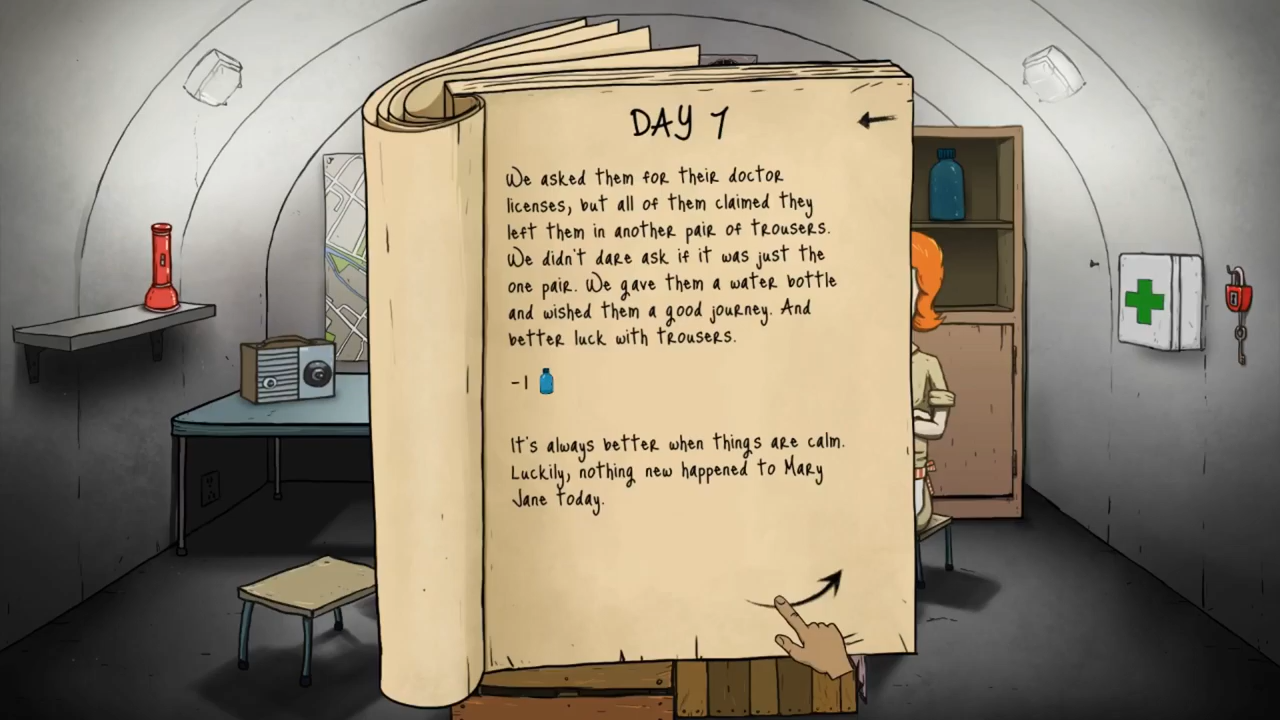 DAY 7
We asked them for their doctor
licenses, but all of them claimed they
left them in another pair of trousers.
We didn't dare ask if it was just the
one pair. We gave them a water bottle
and wished them a good journey. And
better luck with trousers.
-1
It's always better when things are calm.
Luckily, nothing new happened to Mary
Jane today.